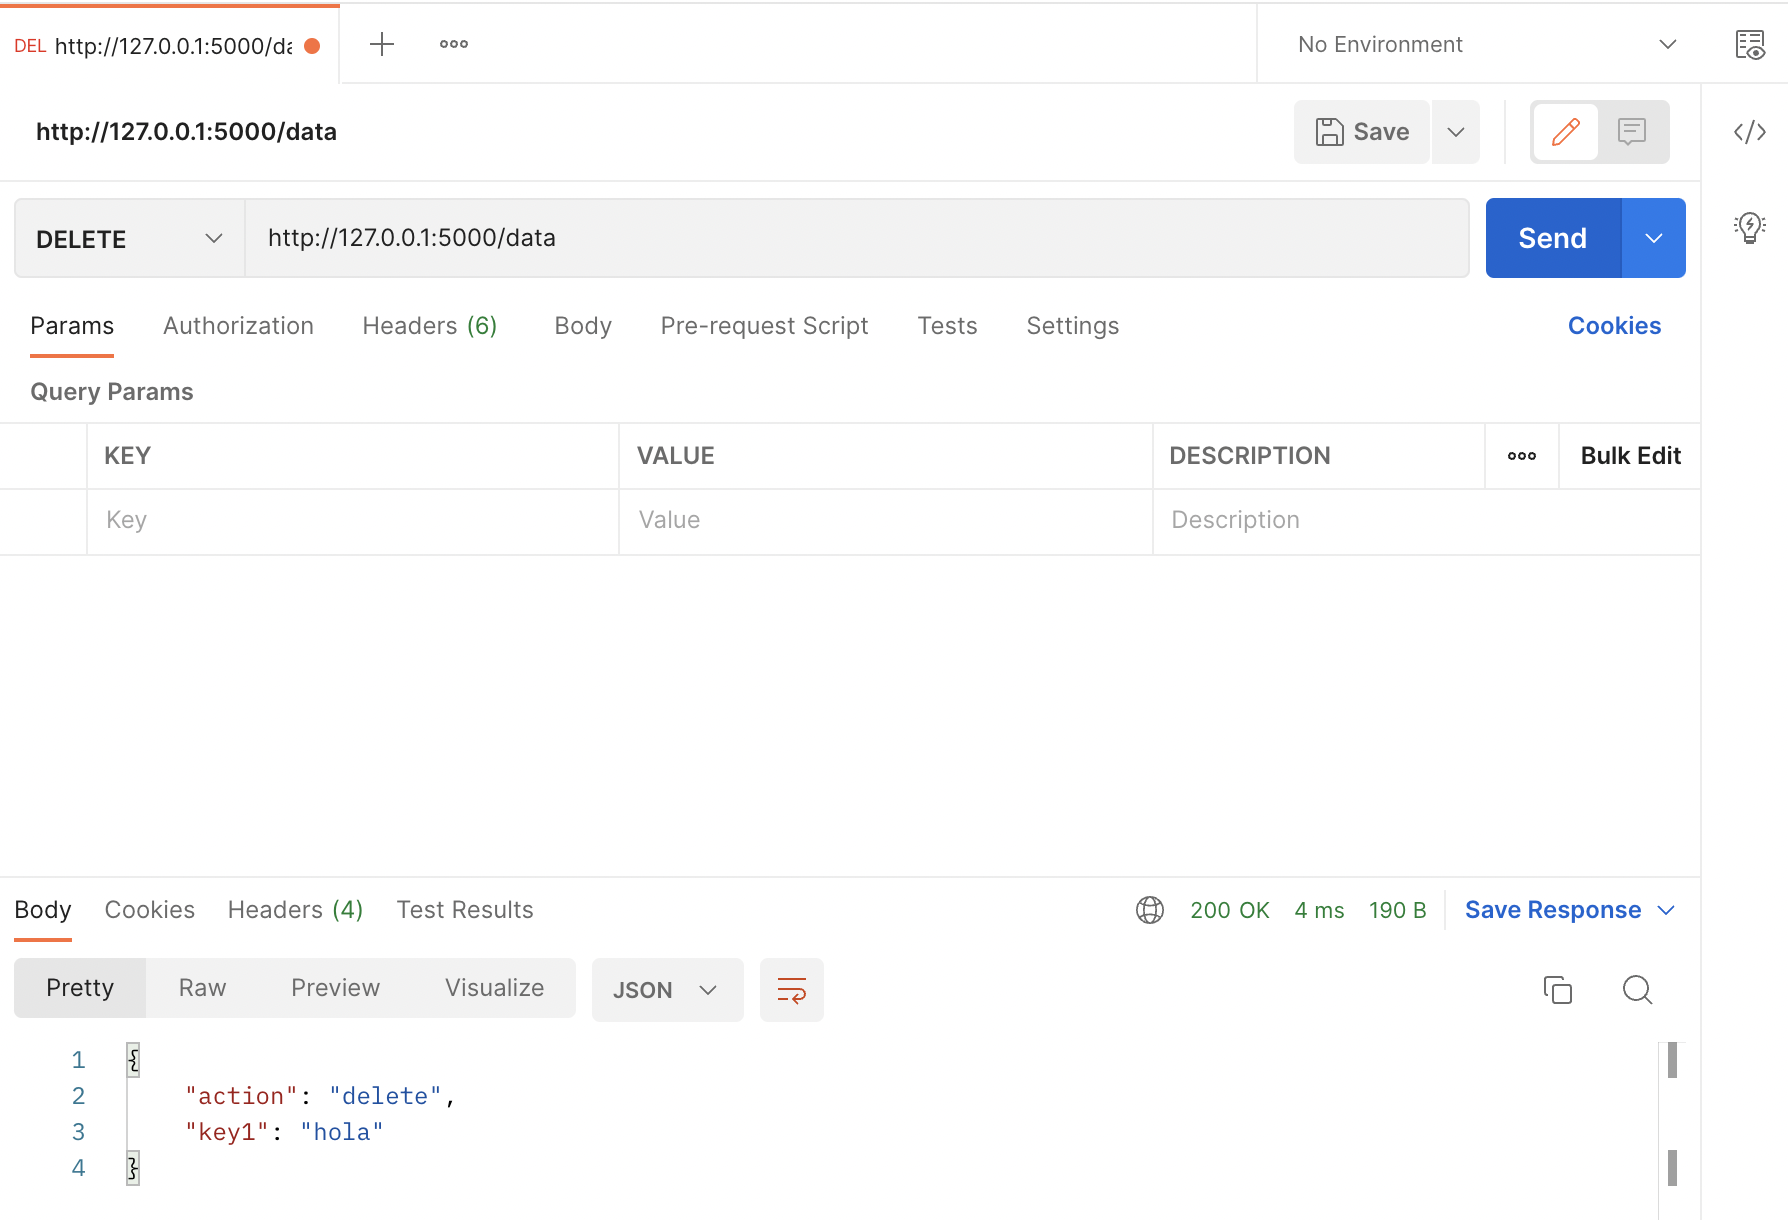 DEL http://127.0.0.1:5000/da
No Environment
http://127.0.0.1:5000/data
Save
DELETE http://127.0.0.1:5000/data Send
Params Authorization Headers (6) Body Pre-request Script Tests Settings Cookies
Query Params
KEY VALUE DESCRIPTION Bulk Edit
Key Value Description
Body Cookies Headers (4) Test Results 200 OK 4 ms 190 B Save Response
Pretty Raw Preview Visualize JSON
1 {
2 "action": "delete",
3 "key1": "hola"
4 }